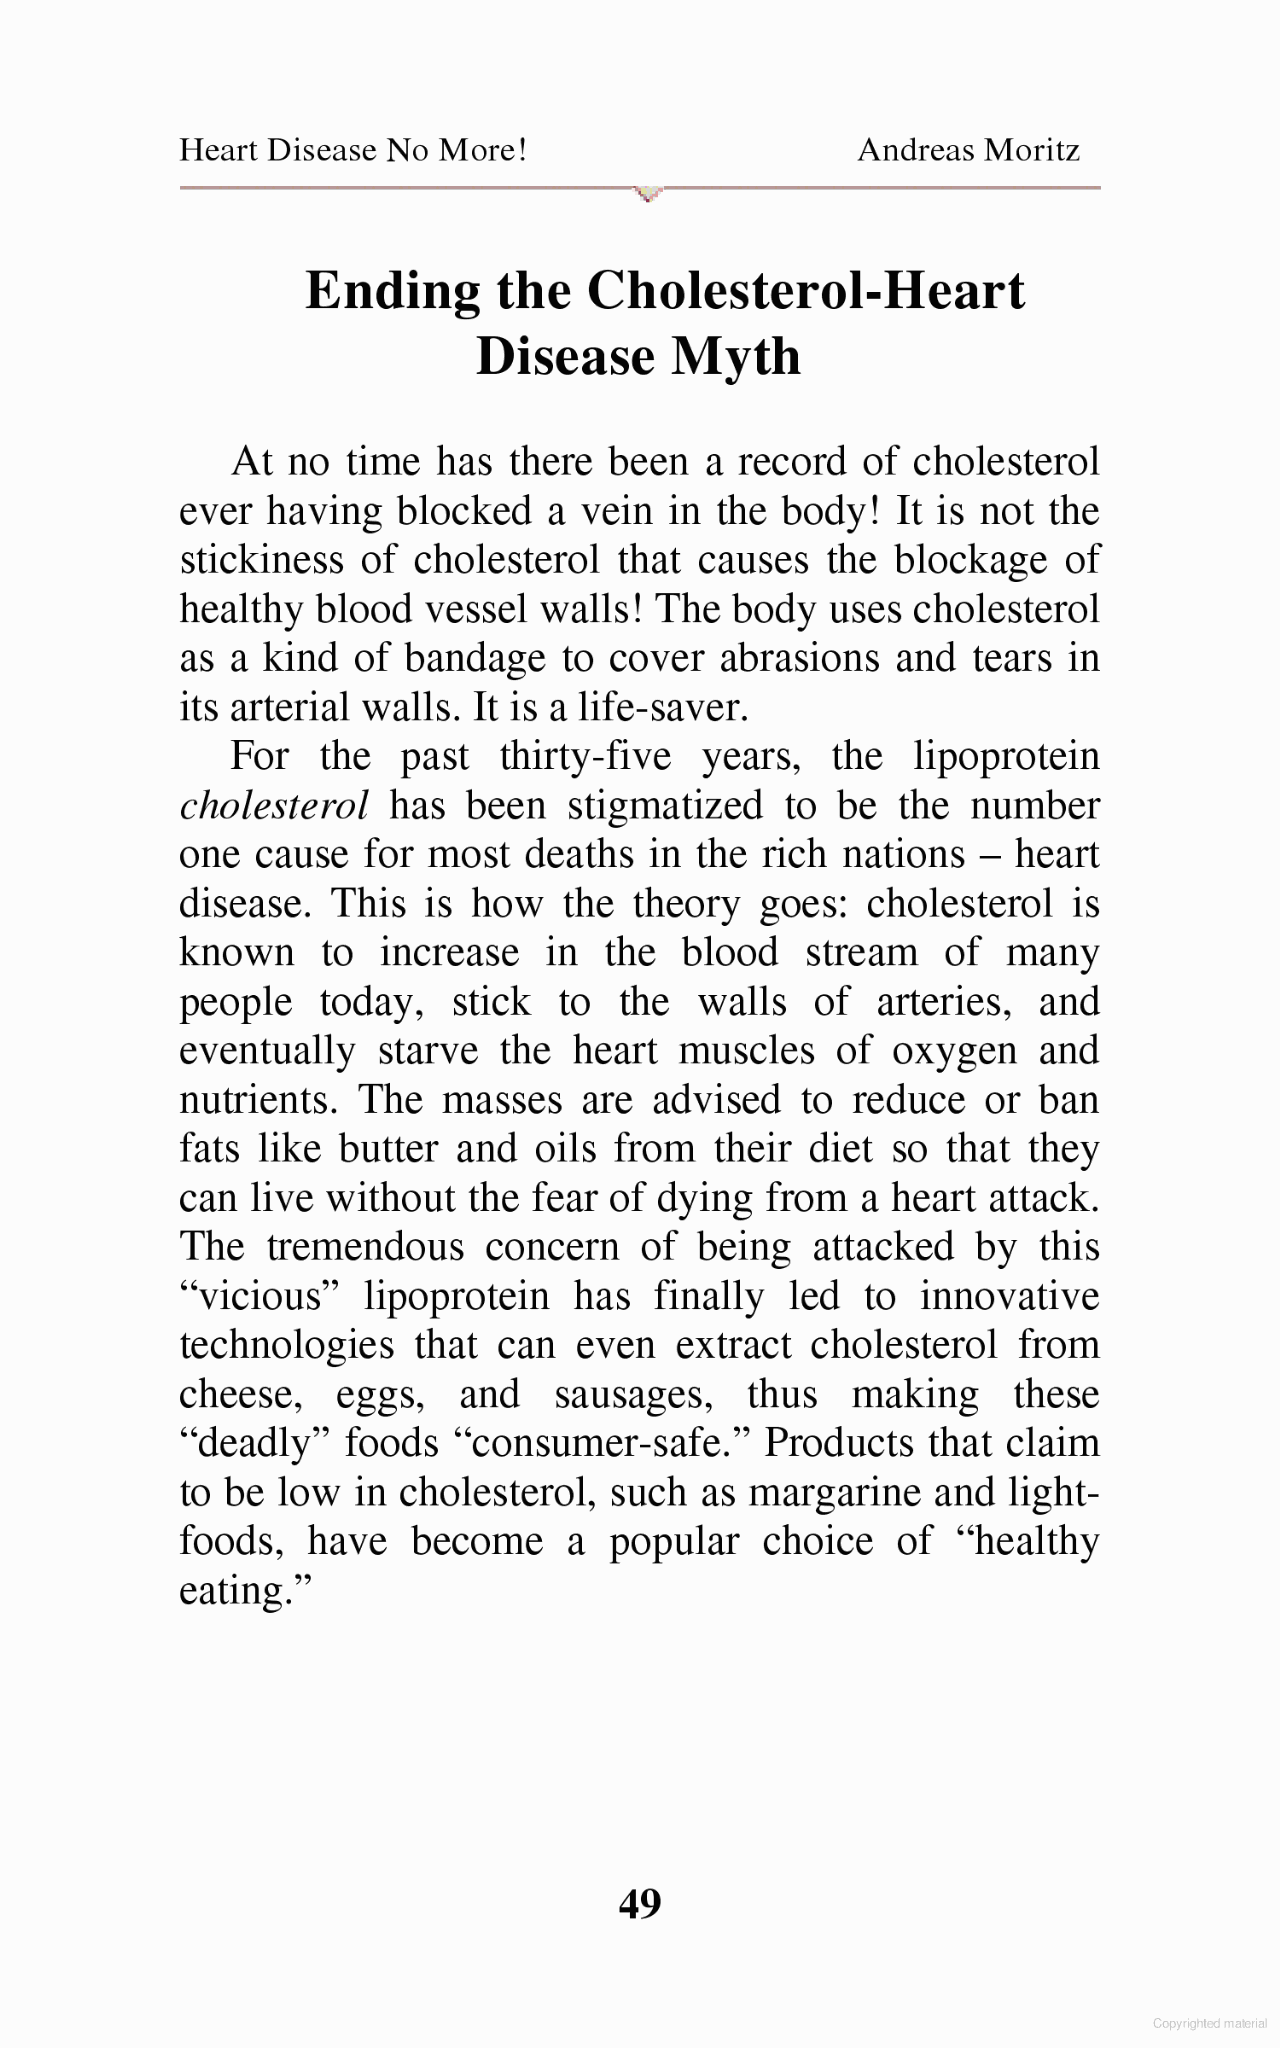 Heart Disease No More! Andreas Moritz
Ending the Cholesterol-Heart
Disease Myth
At no time has there been a record of cholesterol
ever having blocked a vein in the body! It is not the
stickiness of cholesterol that causes the blockage of
healthy blood vessel walls! The body uses cholesterol
as a kind of bandage to cover abrasions and tears in
its arterial walls. It is a life-saver.
For the past thirty-five years, the lipoprotein
cholesterol has been stigmatized to be the number
one cause for most deaths in the rich nations – heart
disease. This is how the theory goes: cholesterol is
known to increase in the blood stream of many
people today, stick to the walls of arteries, and
eventually starve the heart muscles of oxygen and
nutrients. The masses are advised to reduce or ban
fats like butter and oils from their diet so that they
can live without the fear of dying from a heart attack.
The tremendous concern of being attacked by this
“vicious” lipoprotein has finally led to innovative
technologies that can even extract cholesterol from
cheese, eggs, and sausages, thus making these
“deadly” foods “consumer-safe.” Products that claim
to be low in cholesterol, such as margarine and light-
foods, have become a popular choice of “healthy
eating.”
49
Copyrighted material